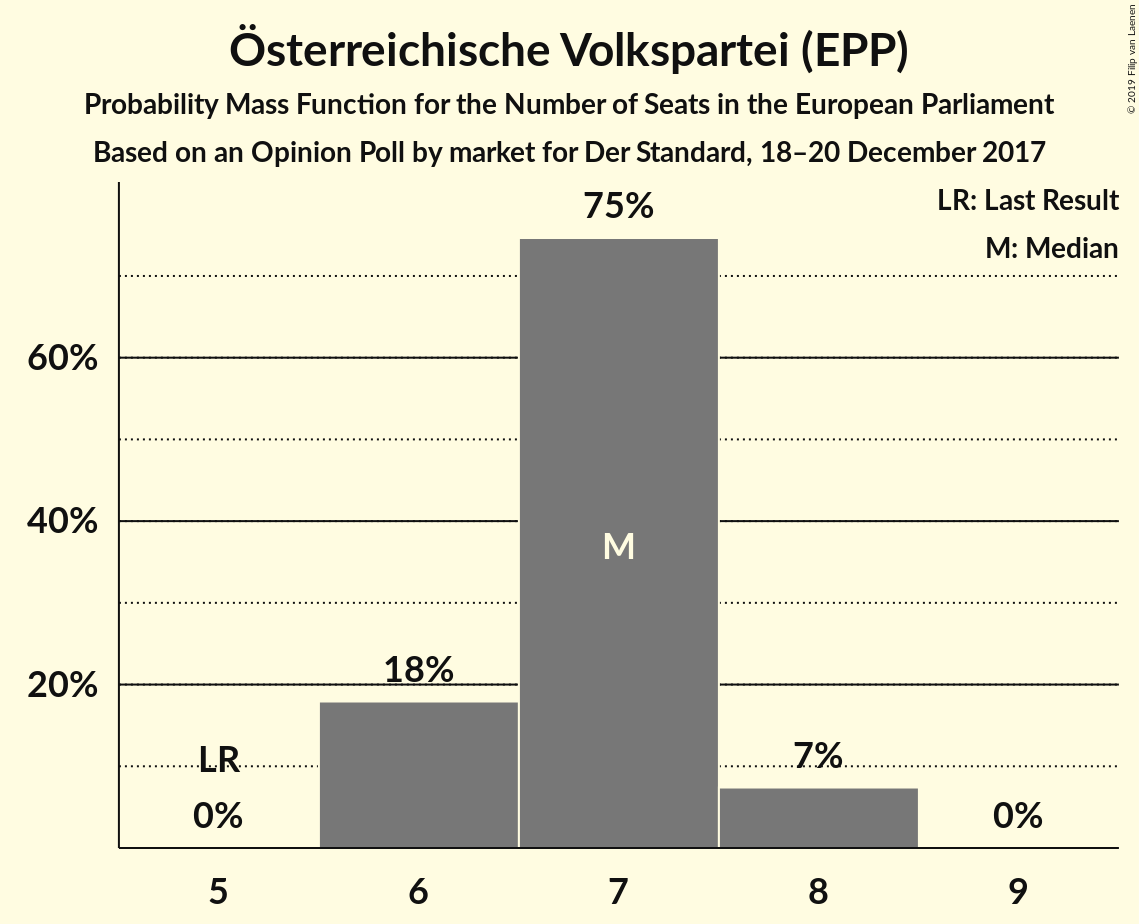 Österreichische Volkspartei (EPP)
Probability Mass Function for the Number of Seats in the European Parliament
Based on an Opinion Poll by market for Der Standard, 18–20 December 2017
© 2019 Filip van Laenen
LR: Last Result
M: Median
75%
60%
40%
M
18%
20%
LR
7%
0%
0%
5 6 7 8 9